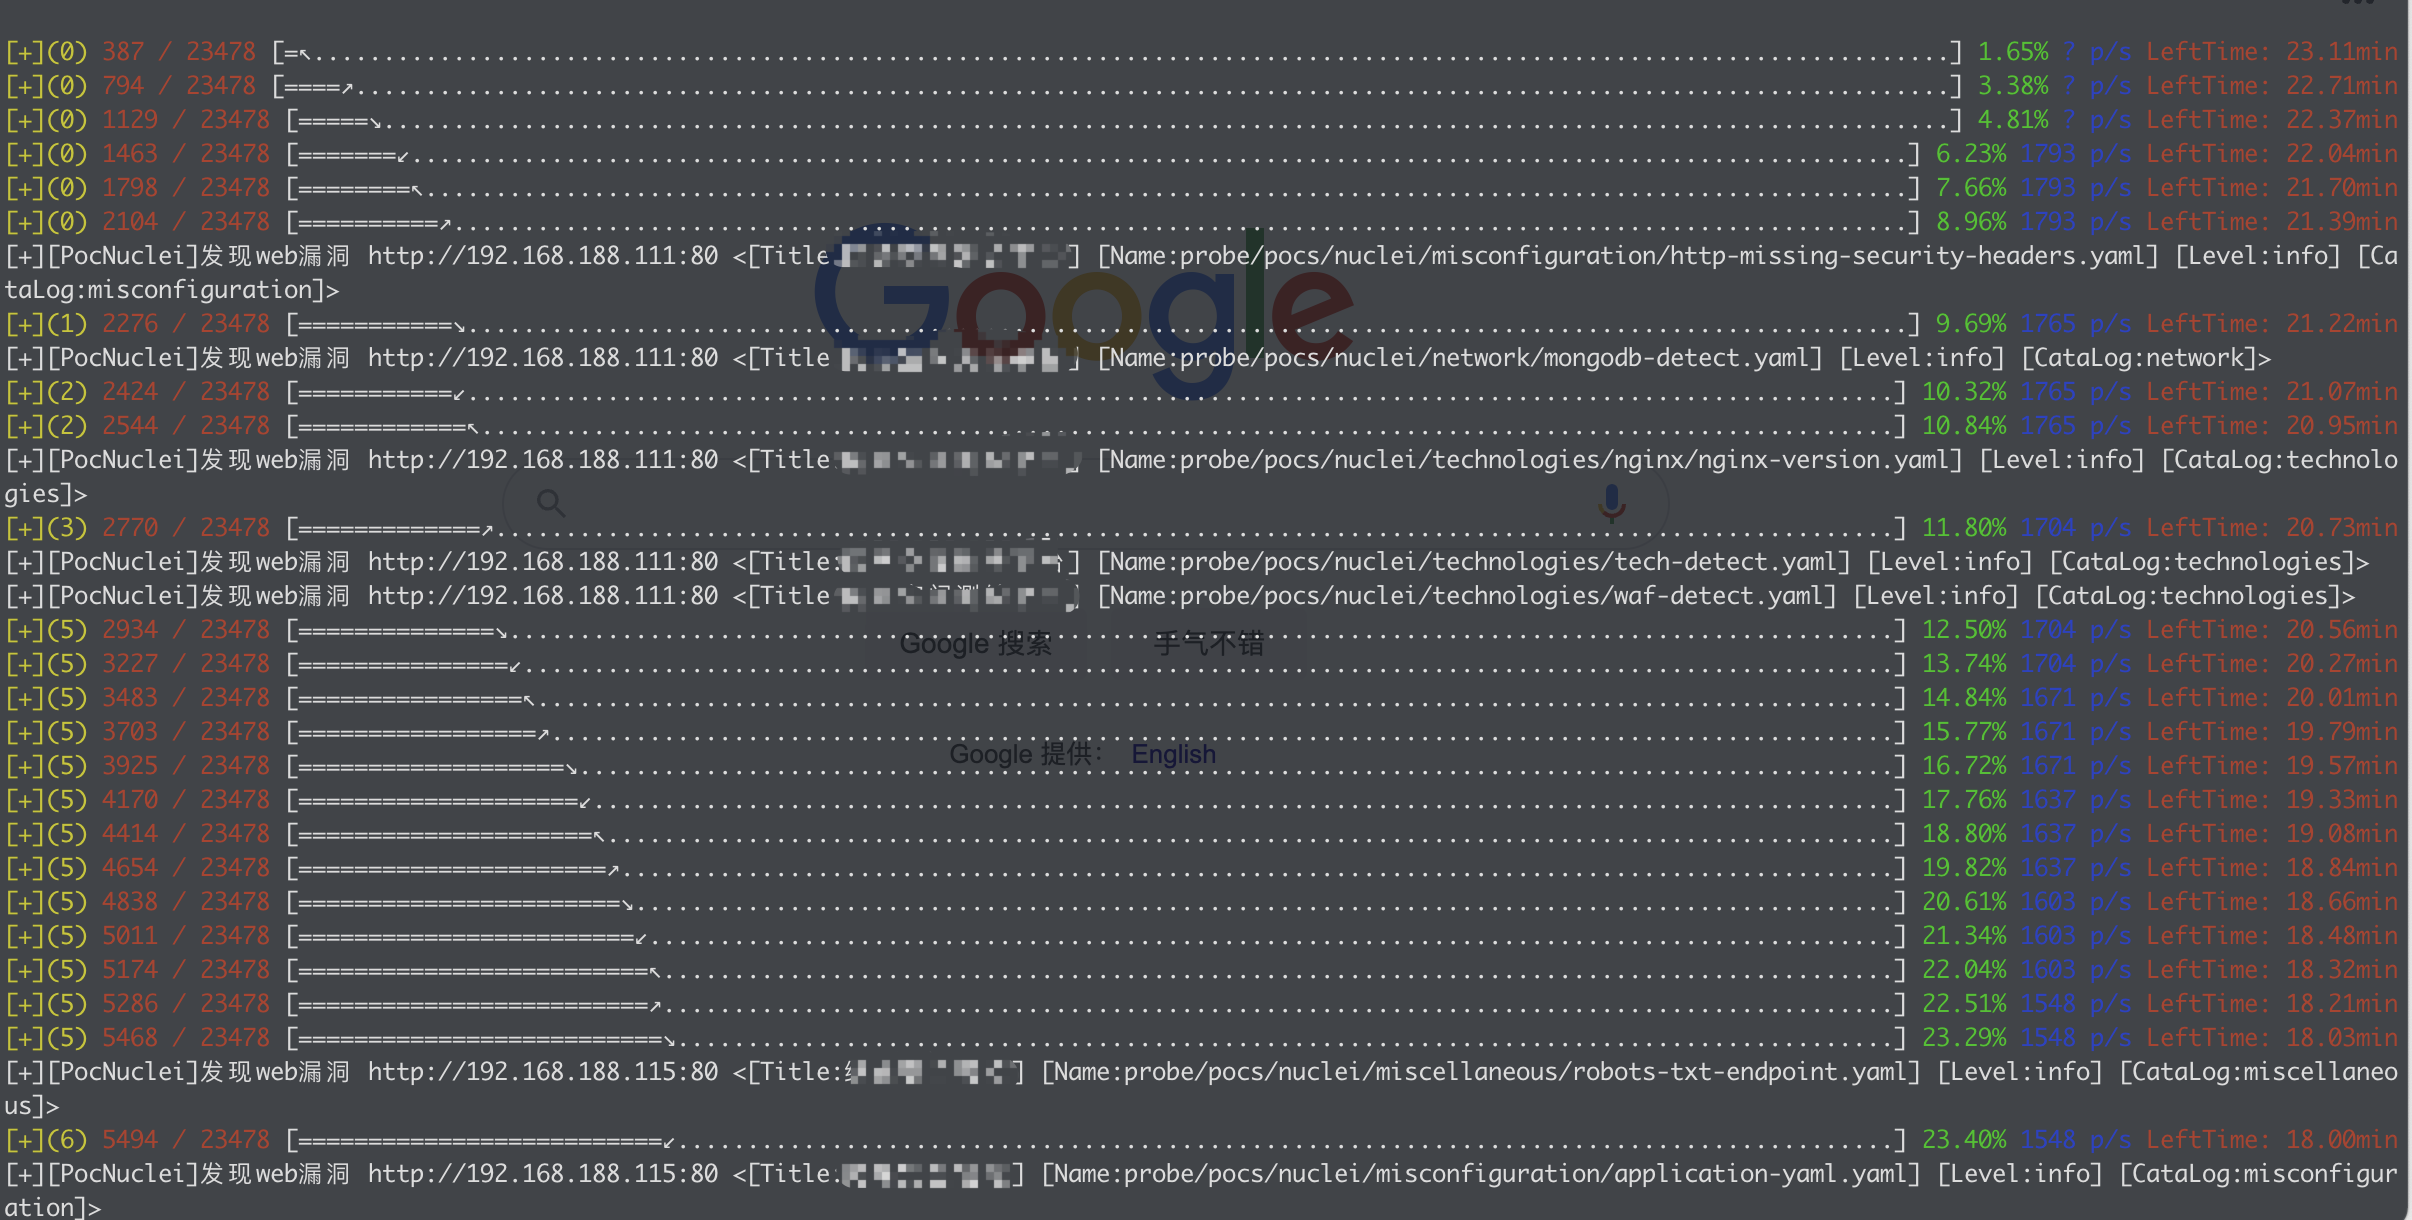 [+](0) 387 / 23478 [=↖.....] 1.65% ? p/s LeftTime: 23.11min
[+](0) 794 / 23478 [====↗.....] 3.38% ? p/s LeftTime: 22.71min
[+](0) 1129 / 23478 [=====↘.....] 4.81% ? p/s LeftTime: 22.37min
[+](0) 1463 / 23478 [=======↙.....] 6.23% 1793 p/s LeftTime: 22.04min
[+](0) 1798 / 23478 [========↖.....] 7.66% 1793 p/s LeftTime: 21.70min
[+](0) 2104 / 23478 [==========↗.....] 8.96% 1793 p/s LeftTime: 21.39min
Google
[+][PocNuclei]发现web漏洞 http://192.168.188.111:80 <[Title ] [Name:probe/pocs/nuclei/misconfiguration/http-missing-security-headers.yaml] [Level:info] [Ca
taLog:misconfiguration]>
[+](1) 2276 / 23478 [===========↘.....] 9.69% 1765 p/s LeftTime: 21.22min
[+][PocNuclei]发现web漏洞 http://192.168.188.111:80 <[Title ] [Name:probe/pocs/nuclei/network/mongodb-detect.yaml] [Level:info] [CataLog:network]>
[+](2) 2424 / 23478 [===========↙.....] 10.32% 1765 p/s LeftTime: 21.07min
[+](2) 2544 / 23478 [============↖.....] 10.84% 1765 p/s LeftTime: 20.95min
[+][PocNuclei]发现web漏洞 http://192.168.188.111:80 <[Title: ] [Name:probe/pocs/nuclei/technologies/nginx/nginx-version.yaml] [Level:info] [CataLog:technolo
gies]>
[+](3) 2770 / 23478 [=============↗.....] 11.80% 1704 p/s LeftTime: 20.73min
[+][PocNuclei]发现web漏洞 http://192.168.188.111:80 <[Title: ] [Name:probe/pocs/nuclei/technologies/tech-detect.yaml] [Level:info] [CataLog:technologies]>
[+][PocNuclei]发现web漏洞 http://192.168.188.111:80 <[Title: ] [Name:probe/pocs/nuclei/technologies/waf-detect.yaml] [Level:info] [CataLog:technologies]>
[+](5) 2934 / 23478 [==============↘.....] 12.50% 1704 p/s LeftTime: 20.56min
Google 搜索 手气不错
[+](5) 3227 / 23478 [===============↙.....] 13.74% 1704 p/s LeftTime: 20.27min
[+](5) 3483 / 23478 [================↖.....] 14.84% 1671 p/s LeftTime: 20.01min
[+](5) 3703 / 23478 [=================↗.....] 15.77% 1671 p/s LeftTime: 19.79min
Google 提供： English
[+](5) 3925 / 23478 [===================↘.....] 16.72% 1671 p/s LeftTime: 19.57min
[+](5) 4170 / 23478 [====================↙.....] 17.76% 1637 p/s LeftTime: 19.33min
[+](5) 4414 / 23478 [=====================↖.....] 18.80% 1637 p/s LeftTime: 19.08min
[+](5) 4654 / 23478 [======================↗.....] 19.82% 1637 p/s LeftTime: 18.84min
[+](5) 4838 / 23478 [=======================↘.....] 20.61% 1603 p/s LeftTime: 18.66min
[+](5) 5011 / 23478 [========================↙.....] 21.34% 1603 p/s LeftTime: 18.48min
[+](5) 5174 / 23478 [=========================↖.....] 22.04% 1603 p/s LeftTime: 18.32min
[+](5) 5286 / 23478 [=========================↗.....] 22.51% 1548 p/s LeftTime: 18.21min
[+](5) 5468 / 23478 [==========================↘.....] 23.29% 1548 p/s LeftTime: 18.03min
[+][PocNuclei]发现web漏洞 http://192.168.188.115:80 <[Title: ] [Name:probe/pocs/nuclei/miscellaneous/robots-txt-endpoint.yaml] [Level:info] [CataLog:miscellaneo
us]>
[+](6) 5494 / 23478 [==========================↙.....] 23.40% 1548 p/s LeftTime: 18.00min
[+][PocNuclei]发现web漏洞 http://192.168.188.115:80 <[Title: ] [Name:probe/pocs/nuclei/misconfiguration/application-yaml.yaml] [Level:info] [CataLog:misconfigur
ation]>